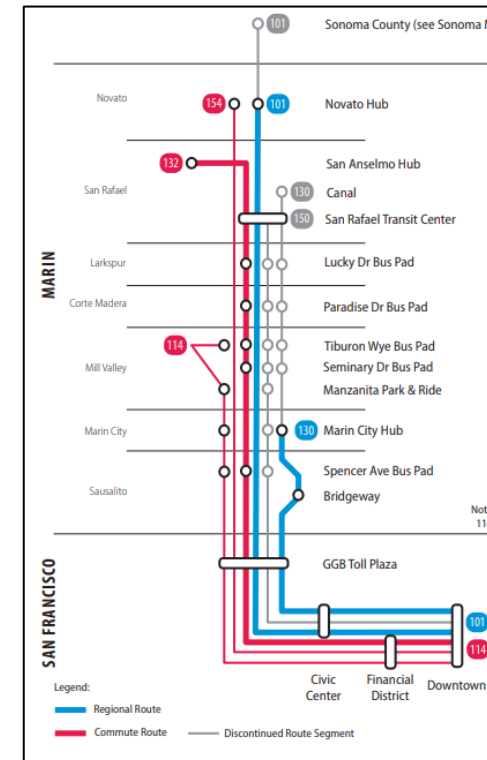 101 Sonoma County (see Sonoma M
Novato 154 101 Novato Hub
132 San Anselmo Hub
San Rafael 130 Canal
150 San Rafael Transit Center
MARIN
Larkspur Lucky Dr Bus Pad
Corte Madera Paradise Dr Bus Pad
114 Tiburon Wye Bus Pad
Mill Valley Seminary Dr Bus Pad
Manzanita Park & Ride
Marin City 130 Marin City Hub
Spencer Ave Bus Pad
Sausalito Bridgeway
Not
11
SAN FRANCISCO
GGB Toll Plaza
101
114
Civic Center
Financial District
Downtown
Legend:
Regional Route
Commute Route
Discontinued Route Segment